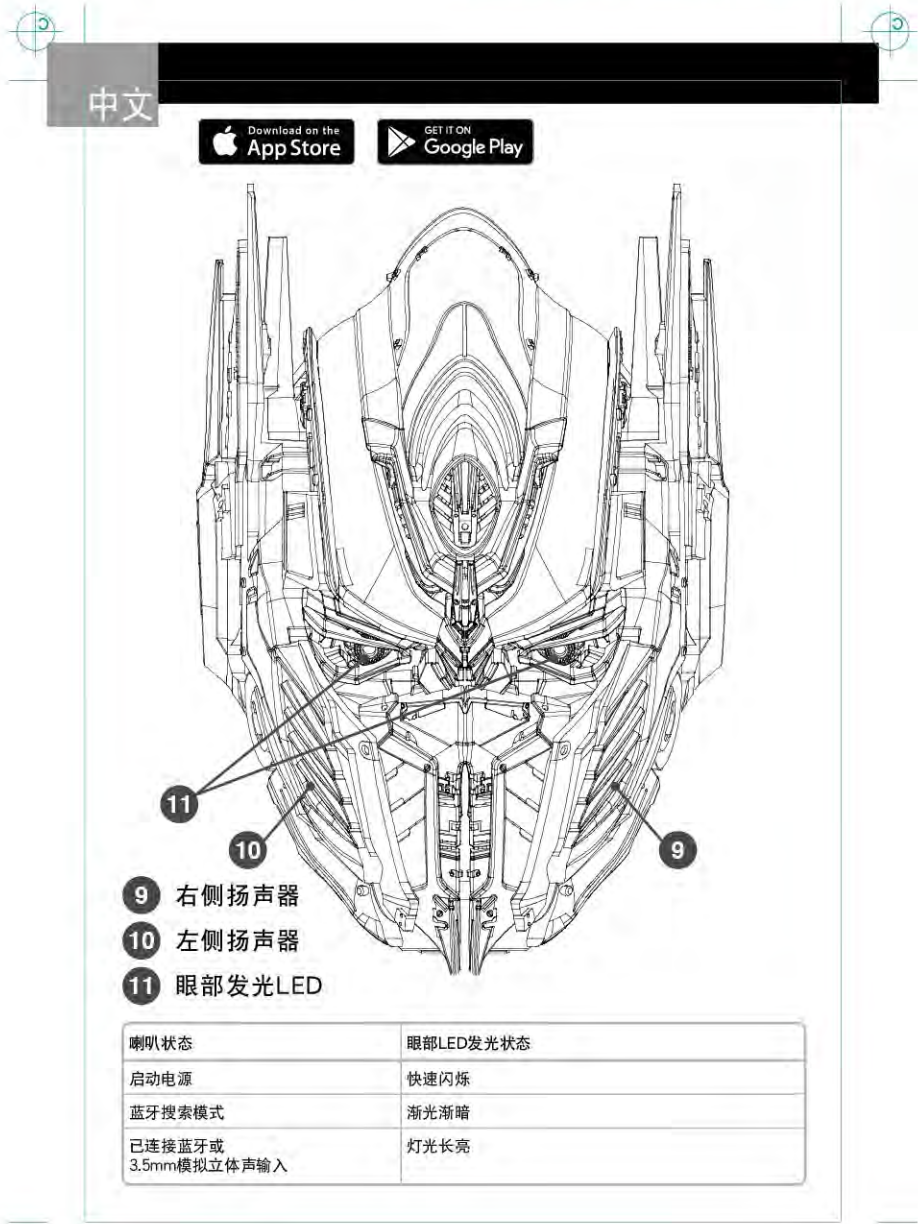 中文
Download on the
App Store
GET IT ON
Google Play
11
10
9
9 右侧扬声器
10 左侧扬声器
11 眼部发光LED
喇叭状态 眼部LED发光状态
启动电源 快速闪烁
蓝牙搜索模式 渐光渐暗
已连接蓝牙或 灯光长亮
3.5mm模拟立体声输入